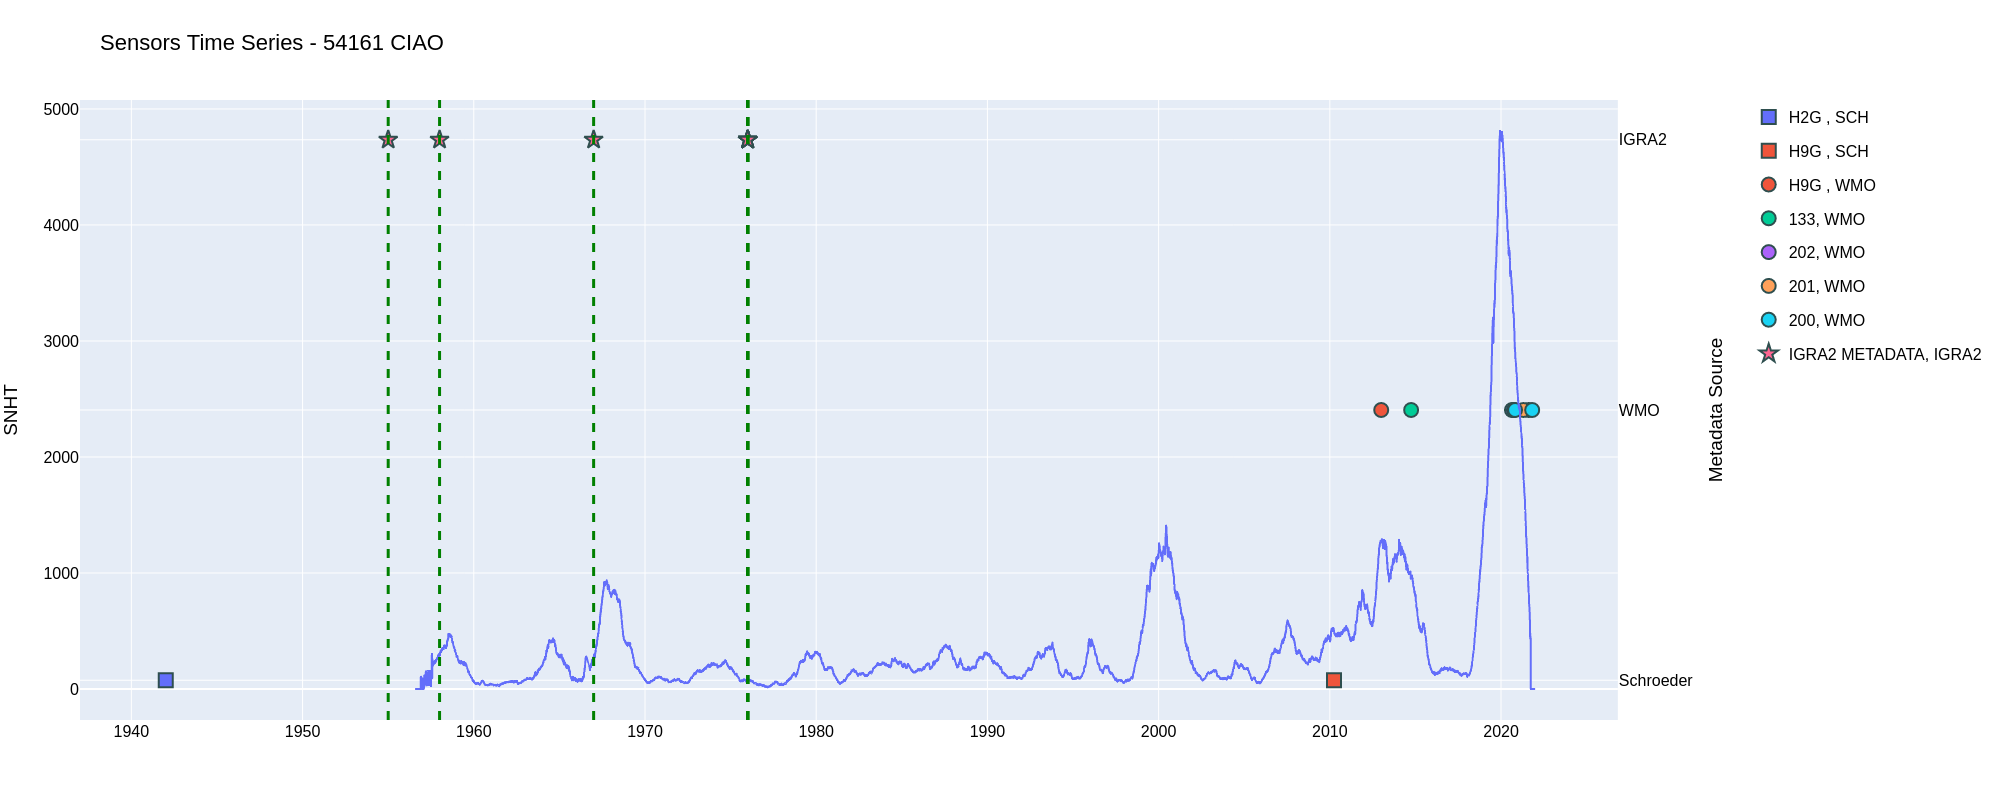 Sensors Time Series - 54161 CIAO
SNHT
5000
4000
3000
2000
1000
0
1940
1950
1960
1970
1980
1990
2000
2010
2020
IGRA2
WMO
Schroeder
Metadata Source
H2G , SCH
H9G , SCH
H9G , WMO
133, WMO
202, WMO
201, WMO
200, WMO
IGRA2 METADATA, IGRA2